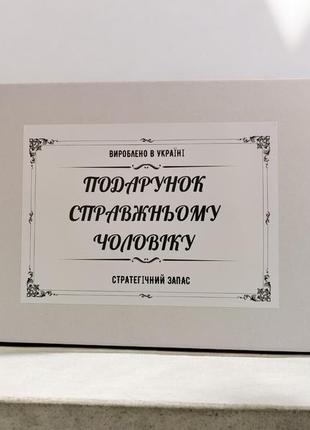 ВИРОБЛЕНО В УКРАЇНІ
ПОДАРУНОК
СПРАВЖНЬОМУ
ЧОЛОВІКУ
СТРАТЕГІЧНИЙ ЗАПАС